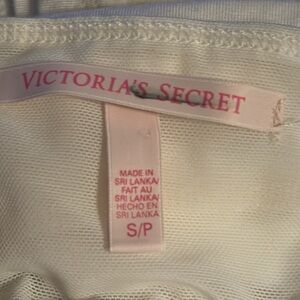 VICTORIA'S SECRET
MADE IN
SRI LANKA/
FAIT AU
SRI LANKA/
HECHO EN
SRI LANKA
S/P